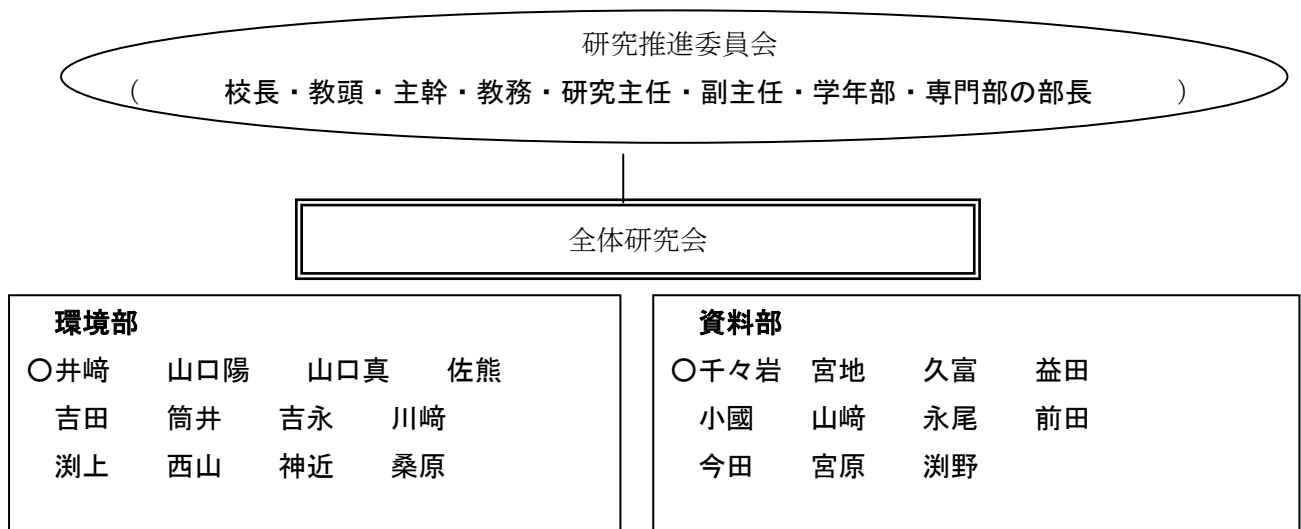 研究推進委員会
( 校長・教頭・主幹・教務・研究主任・副主任・学年部・専門部の部長 )
全体研究会
環境部
〇井﨑 山口陽 山口真 佐熊
吉田 筒井 吉永 川﨑
渕上 西山 神近 桑原
資料部
〇千々岩 宮地 久富 益田
小國 山﨑 永尾 前田
今田 宮原 渕野